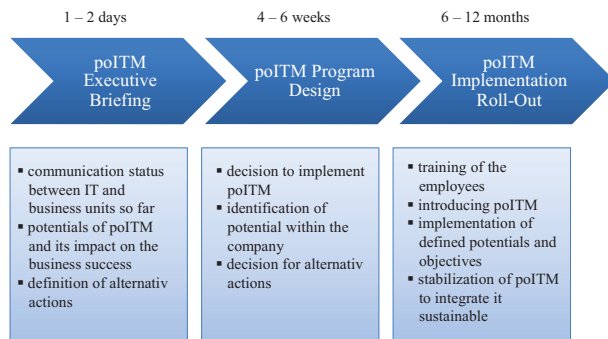 1 – 2 days
4 – 6 weeks
6 – 12 months
poITM
Executive
Briefing
poITM Program
Design
poITM
Implementation
Roll-Out
▪ communication status
between IT and
business units so far
▪ potentials of poITM
and its impact on the
business success
▪ definition of alternativ
actions
▪ decision to implement
poITM
▪ identification of
potential within the
company
▪ decision for alternativ
actions
▪ training of the
employees
▪ introducing poITM
▪ implementation of
defined potentials and
objectives
▪ stabilization of poITM
to integrate it
sustainable